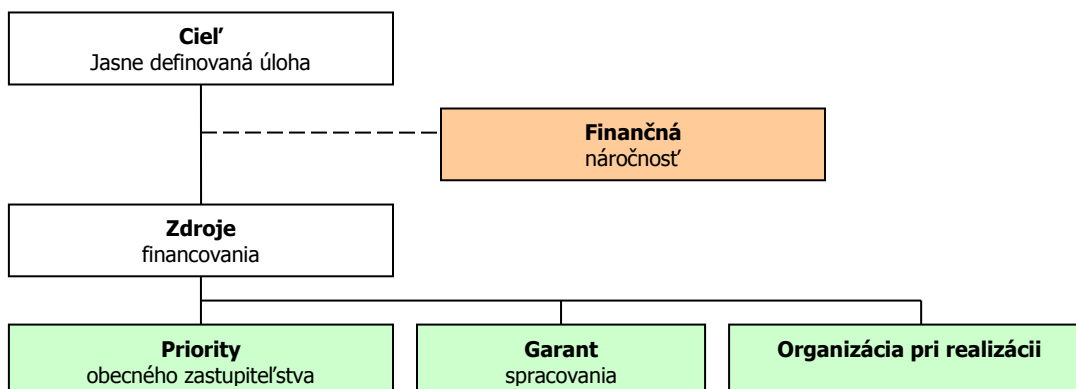 Cieľ
Jasne definovaná úloha
Finančná
náročnosť
Zdroje
financovania
Priority
obecného zastupiteľstva
Garant
spracovania
Organizácia pri realizácii